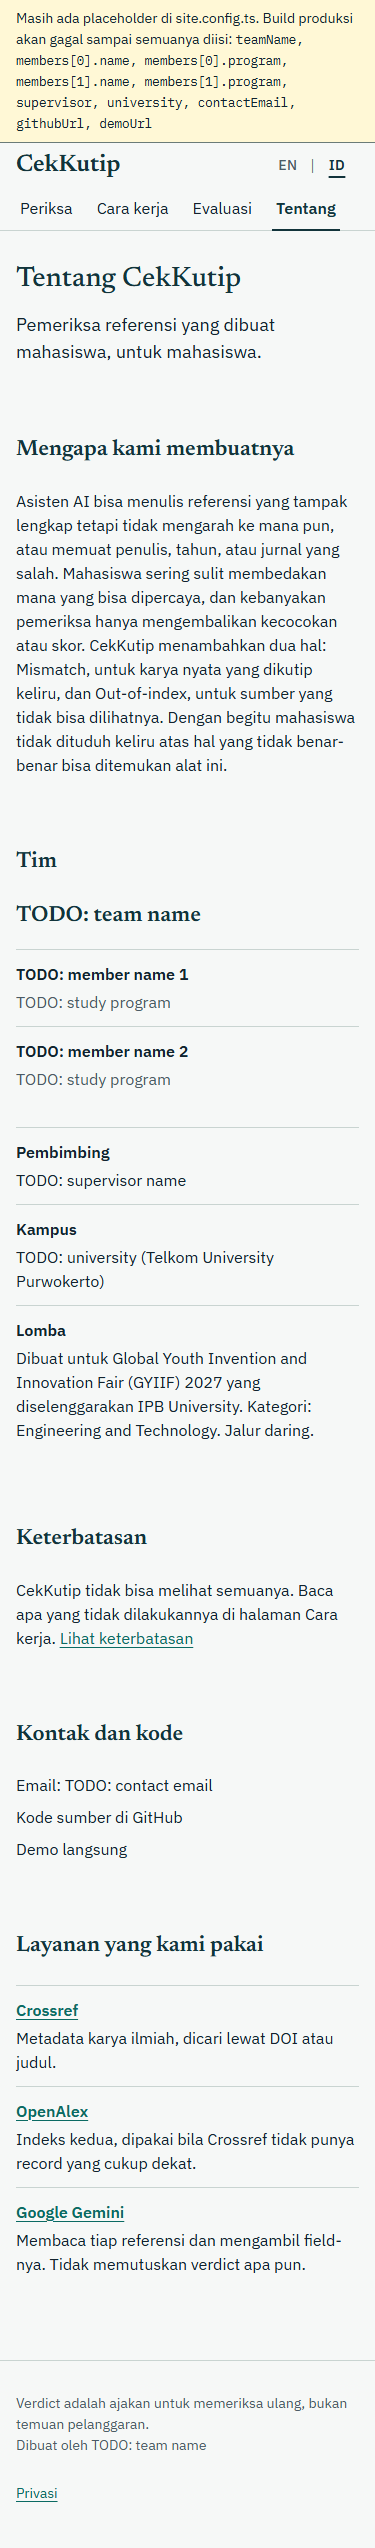 Masih ada placeholder di site.config.ts. Build produksi
akan gagal sampai semuanya diisi: teamName,
members[0].name, members[0].program,
members[1].name, members[1].program,
supervisor, university, contactEmail,
githubUrl, demoUrl
CekKutip
EN | ID
Periksa Cara kerja Evaluasi Tentang
Tentang CekKutip
Pemeriksa referensi yang dibuat
mahasiswa, untuk mahasiswa.
Mengapa kami membuatnya
Asisten AI bisa menulis referensi yang tampak
lengkap tetapi tidak mengarah ke mana pun,
atau memuat penulis, tahun, atau jurnal yang
salah. Mahasiswa sering sulit membedakan
mana yang bisa dipercaya, dan kebanyakan
pemeriksa hanya mengembalikan kecocokan
atau skor. CekKutip menambahkan dua hal:
Mismatch, untuk karya nyata yang dikutip
keliru, dan Out-of-index, untuk sumber yang
tidak bisa dilihatnya. Dengan begitu mahasiswa
tidak dituduh keliru atas hal yang tidak benar-
benar bisa ditemukan alat ini.
Tim
TODO: team name
TODO: member name 1
TODO: study program
TODO: member name 2
TODO: study program
Pembimbing
TODO: supervisor name
Kampus
TODO: university (Telkom University
Purwokerto)
Lomba
Dibuat untuk Global Youth Invention and
Innovation Fair (GYIIF) 2027 yang
diselenggarakan IPB University. Kategori:
Engineering and Technology. Jalur daring.
Keterbatasan
CekKutip tidak bisa melihat semuanya. Baca
apa yang tidak dilakukannya di halaman Cara
kerja. Lihat keterbatasan
Kontak dan kode
Email: TODO: contact email
Kode sumber di GitHub
Demo langsung
Layanan yang kami pakai
Crossref
Metadata karya ilmiah, dicari lewat DOI atau
judul.
OpenAlex
Indeks kedua, dipakai bila Crossref tidak punya
record yang cukup dekat.
Google Gemini
Membaca tiap referensi dan mengambil field-
nya. Tidak memutuskan verdict apa pun.
Verdict adalah ajakan untuk memeriksa ulang, bukan
temuan pelanggaran.
Dibuat oleh TODO: team name
Privasi